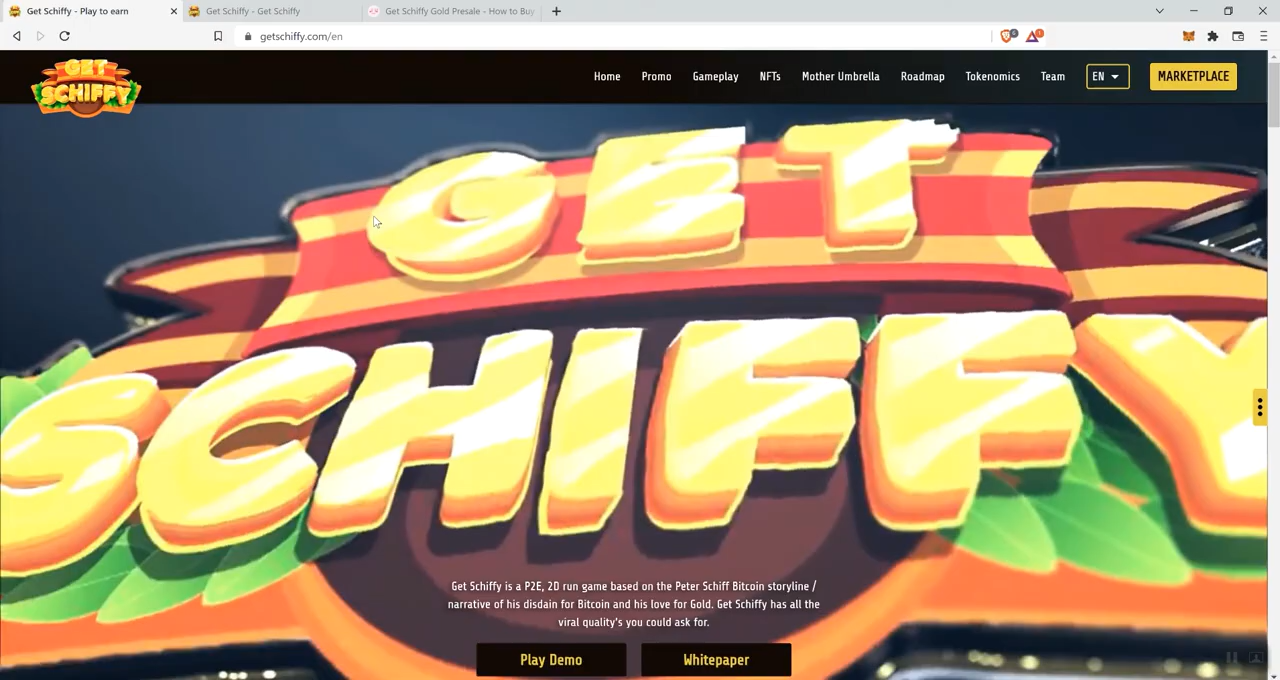 Get Schiffy - Play to earn
Get Schiffy - Get Schiffy
Get Schiffy Gold Presale - How to Buy
getschiffy.com/en
GET
SCHIFFY
Home
Promo
Gameplay
NFTs
Mother Umbrella
Roadmap
Tokenomics
Team
EN
MARKETPLACE
GET
SCHIFFY
Get Schiffy is a P2E, 2D run game based on the Peter Schiff Bitcoin storyline /
narrative of his disdain for Bitcoin and his love for Gold. Get Schiffy has all the
viral quality's you could ask for.
Play Demo
Whitepaper